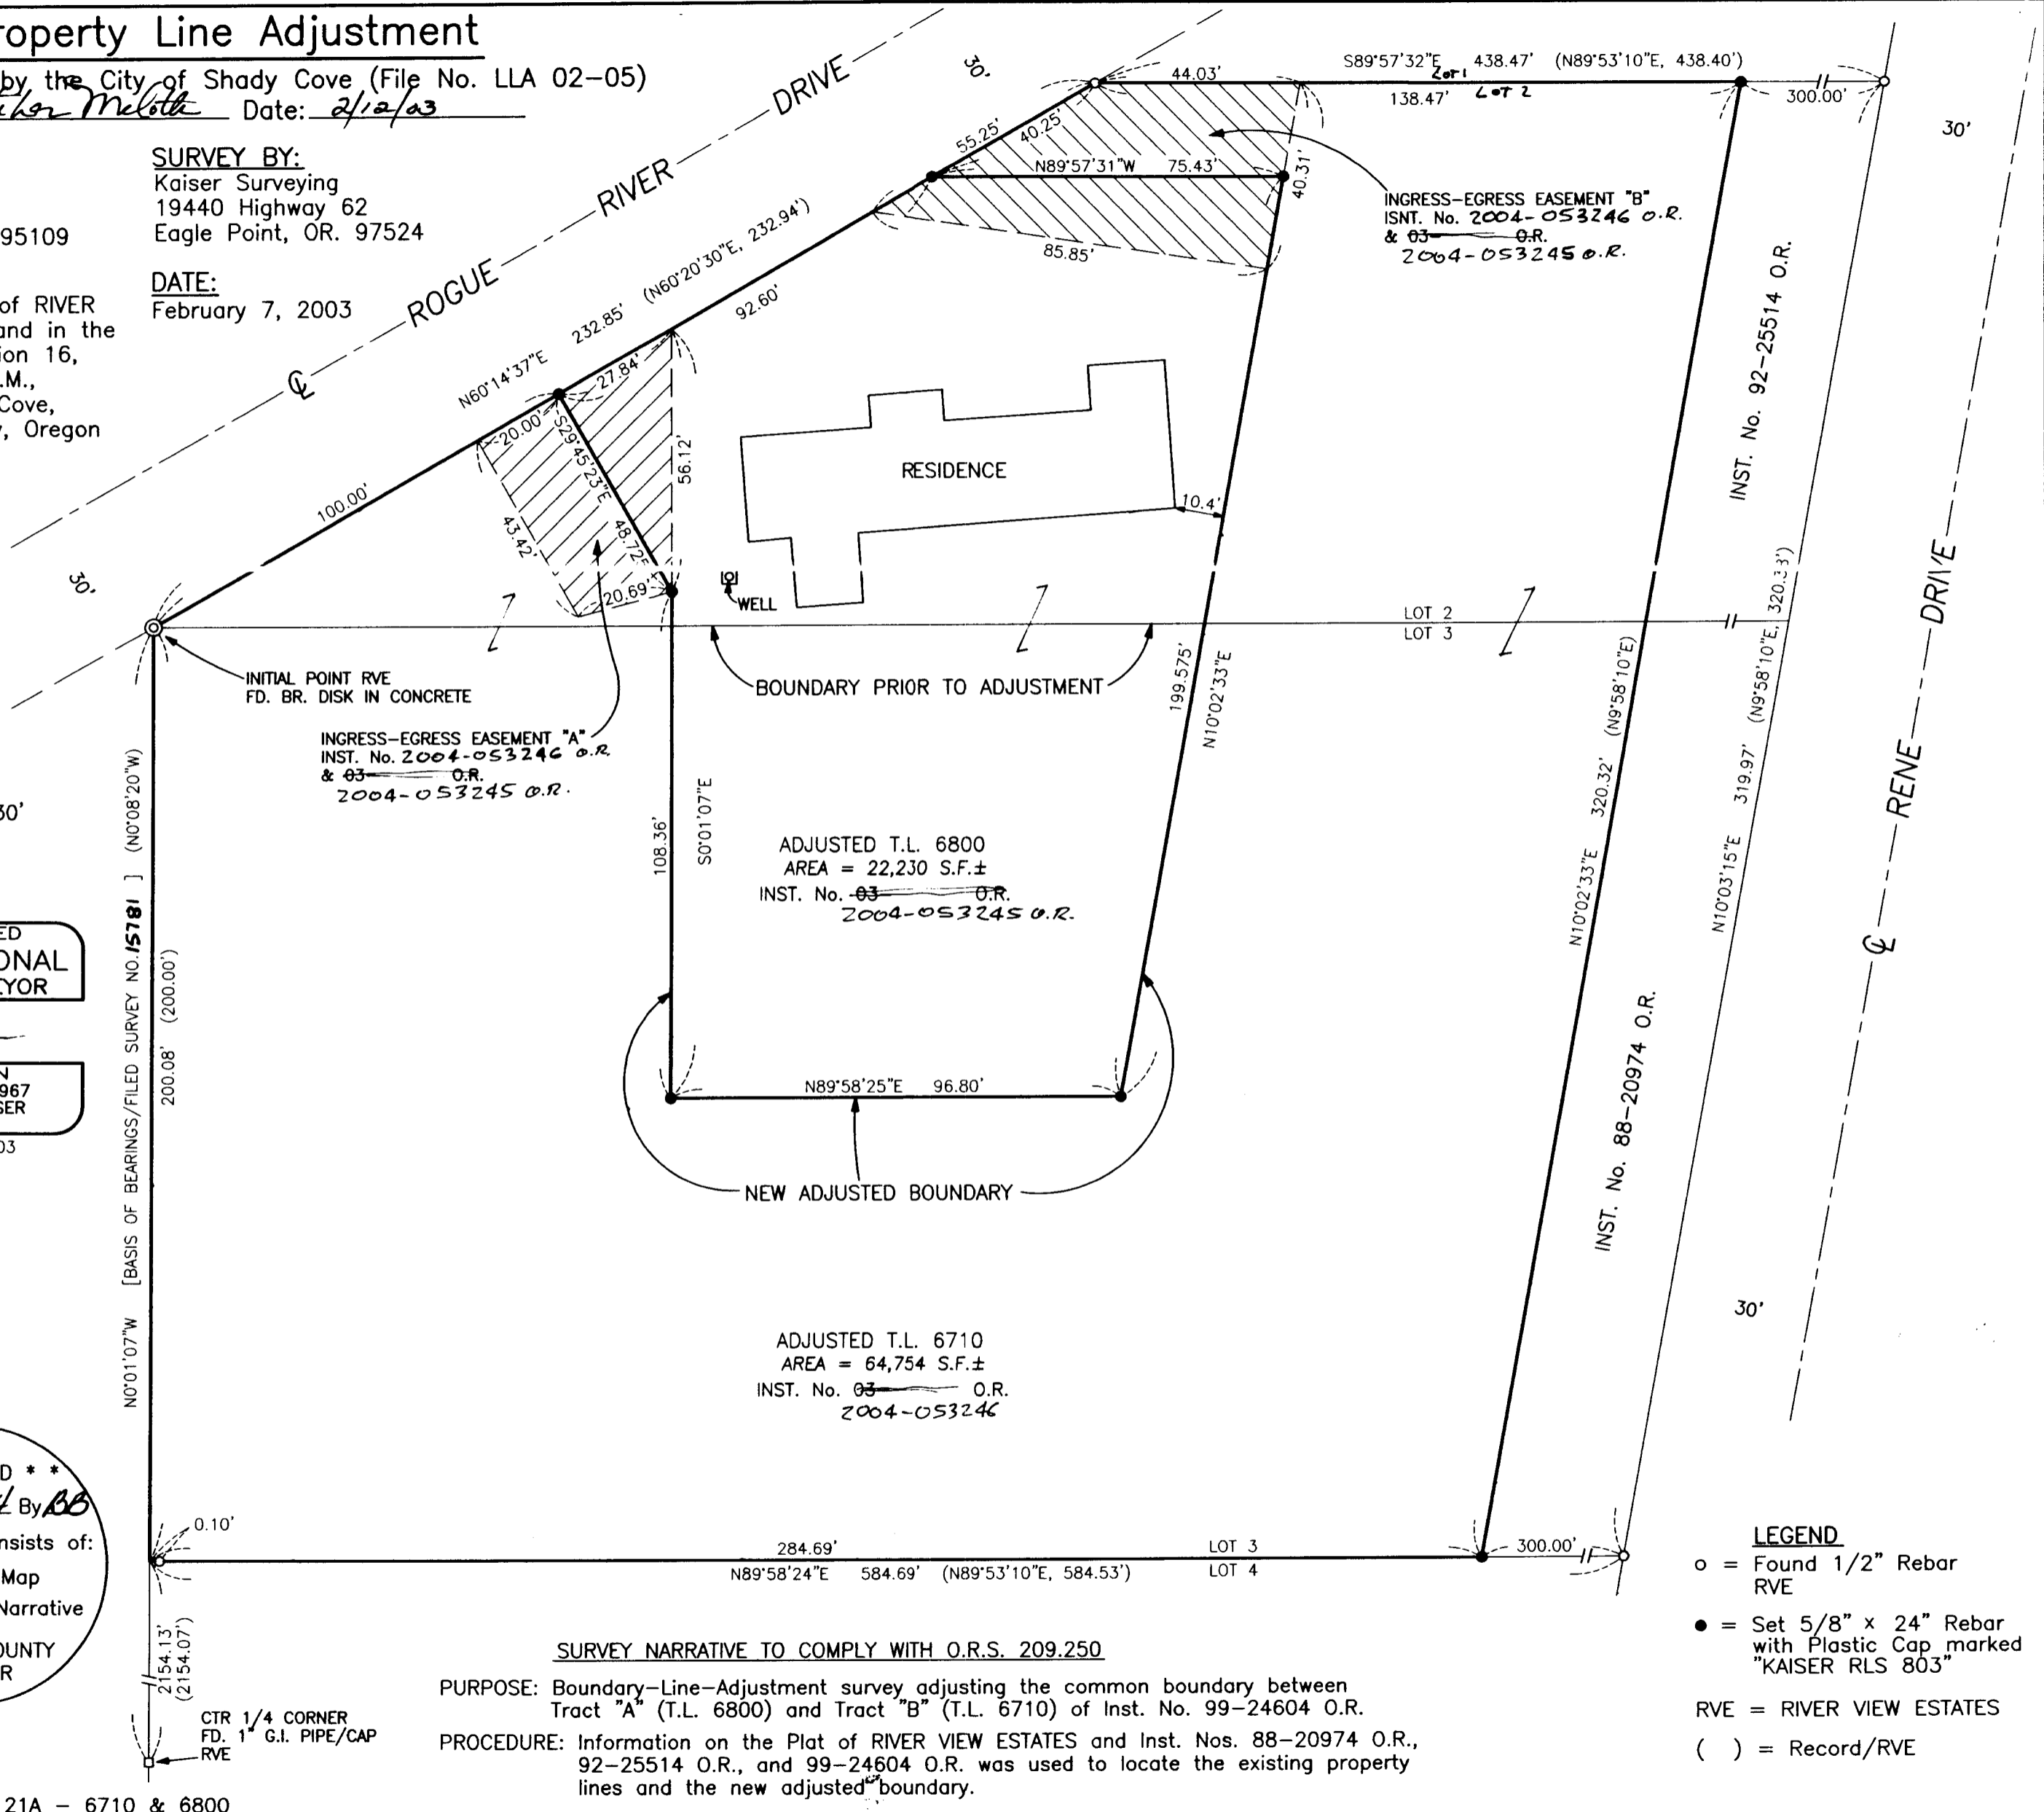 roperty Line Adjustment
by the City of Shady Cove (File No. LLA 02-05)
Date: 2/12/03
SURVEY BY:
Kaiser Surveying
19440 Highway 62
Eagle Point, OR. 97524
95109
DATE:
February 7, 2003
of RIVER
and in the
ion 16,
.M.,
Cove,
, Oregon
ROGUE RIVER DRIVE
30'
30'
℄
S89°57'32"E 438.47' (N89°53'10"E, 438.40')
44.03'
Lot 1
138.47'
Lot 2
300.00'
30'
55.25'
40.25'
N89°57'31"W 75.43'
40.31'
85.85'
INGRESS-EGRESS EASEMENT "B"
ISNT. No. 2004-053246 O.R.
& 03 O.R.
2004-053245 O.R.
N60°14'37"E 232.85' (N60°20'30"E, 232.94')
92.60'
27.84'
20.00'
100.00'
S29°45'23"E 48.725'
56.12'
43.42'
20.69'
RESIDENCE
10.4'
WELL
LOT 2
LOT 3
INITIAL POINT RVE
FD. BR. DISK IN CONCRETE
BOUNDARY PRIOR TO ADJUSTMENT
INGRESS-EGRESS EASEMENT "A"
INST. No. 2004-053246 O.R.
& 03 O.R.
2004-053245 O.R.
199.575'
N10°02'33"E
108.36'
S0°01'07"E
ADJUSTED T.L. 6800
AREA = 22,230 S.F.±
INST. No. 03 O.R.
2004-053245 O.R.
N89°58'25"E 96.80'
NEW ADJUSTED BOUNDARY
ADJUSTED T.L. 6710
AREA = 64,754 S.F.±
INST. No. 03 O.R.
2004-053246
N10°02'33"E 320.32' (N9°58'10"E)
N10°03'15"E 319.97' (N9°58'10"E, 320.33')
INST. No. 92-25514 O.R.
INST. No. 88-20974 O.R.
RENE DRIVE
℄
30'
N0°01'07"W [BASIS OF BEARINGS/FILED SURVEY NO. 15781 ] (N0°08'20"W)
200.08' (200.00')
30'
ED
ONAL
YOR
N
967
SER
03
D * *
By BB
nsists of:
Map
Narrative
OUNTY
R
0.10'
284.69'
LOT 3
N89°58'24"E 584.69' (N89°53'10"E, 584.53')
LOT 4
300.00'
2154.13'
(2154.07')
CTR 1/4 CORNER
FD. 1" G.I. PIPE/CAP
RVE
21A - 6710 & 6800
SURVEY NARRATIVE TO COMPLY WITH O.R.S. 209.250
PURPOSE: Boundary-Line-Adjustment survey adjusting the common boundary between
Tract "A" (T.L. 6800) and Tract "B" (T.L. 6710) of Inst. No. 99-24604 O.R.
PROCEDURE: Information on the Plat of RIVER VIEW ESTATES and Inst. Nos. 88-20974 O.R.,
92-25514 O.R., and 99-24604 O.R. was used to locate the existing property
lines and the new adjusted boundary.
LEGEND
o = Found 1/2" Rebar
RVE
● = Set 5/8" x 24" Rebar
with Plastic Cap marked
"KAISER RLS 803"
RVE = RIVER VIEW ESTATES
( ) = Record/RVE